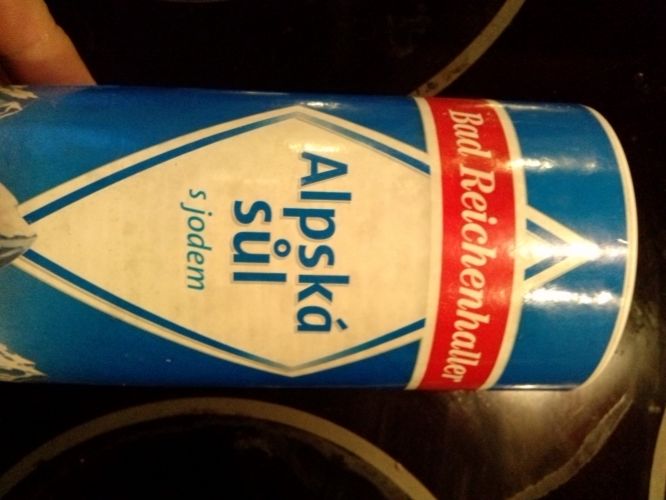 Bad Reichenhaller
Alpská
sůl
s jodem